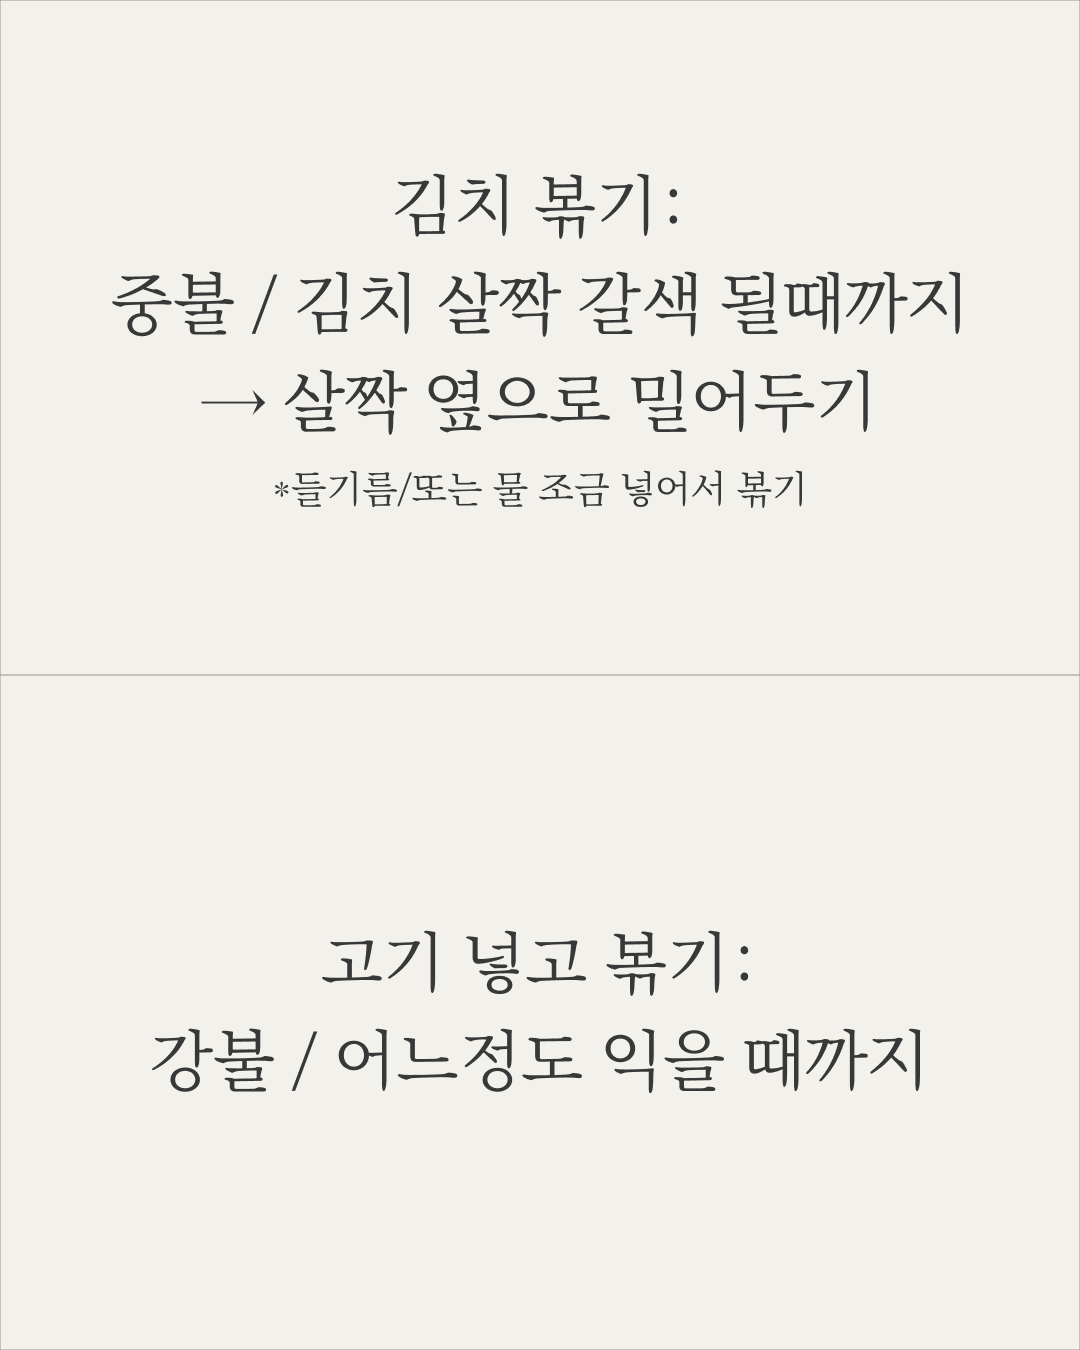 김치 볶기:
중불 / 김치 살짝 갈색 될때까지
→ 살짝 옆으로 밀어두기
*들기름/또는 물 조금 넣어서 볶기
고기 넣고 볶기:
강불 / 어느정도 익을 때까지